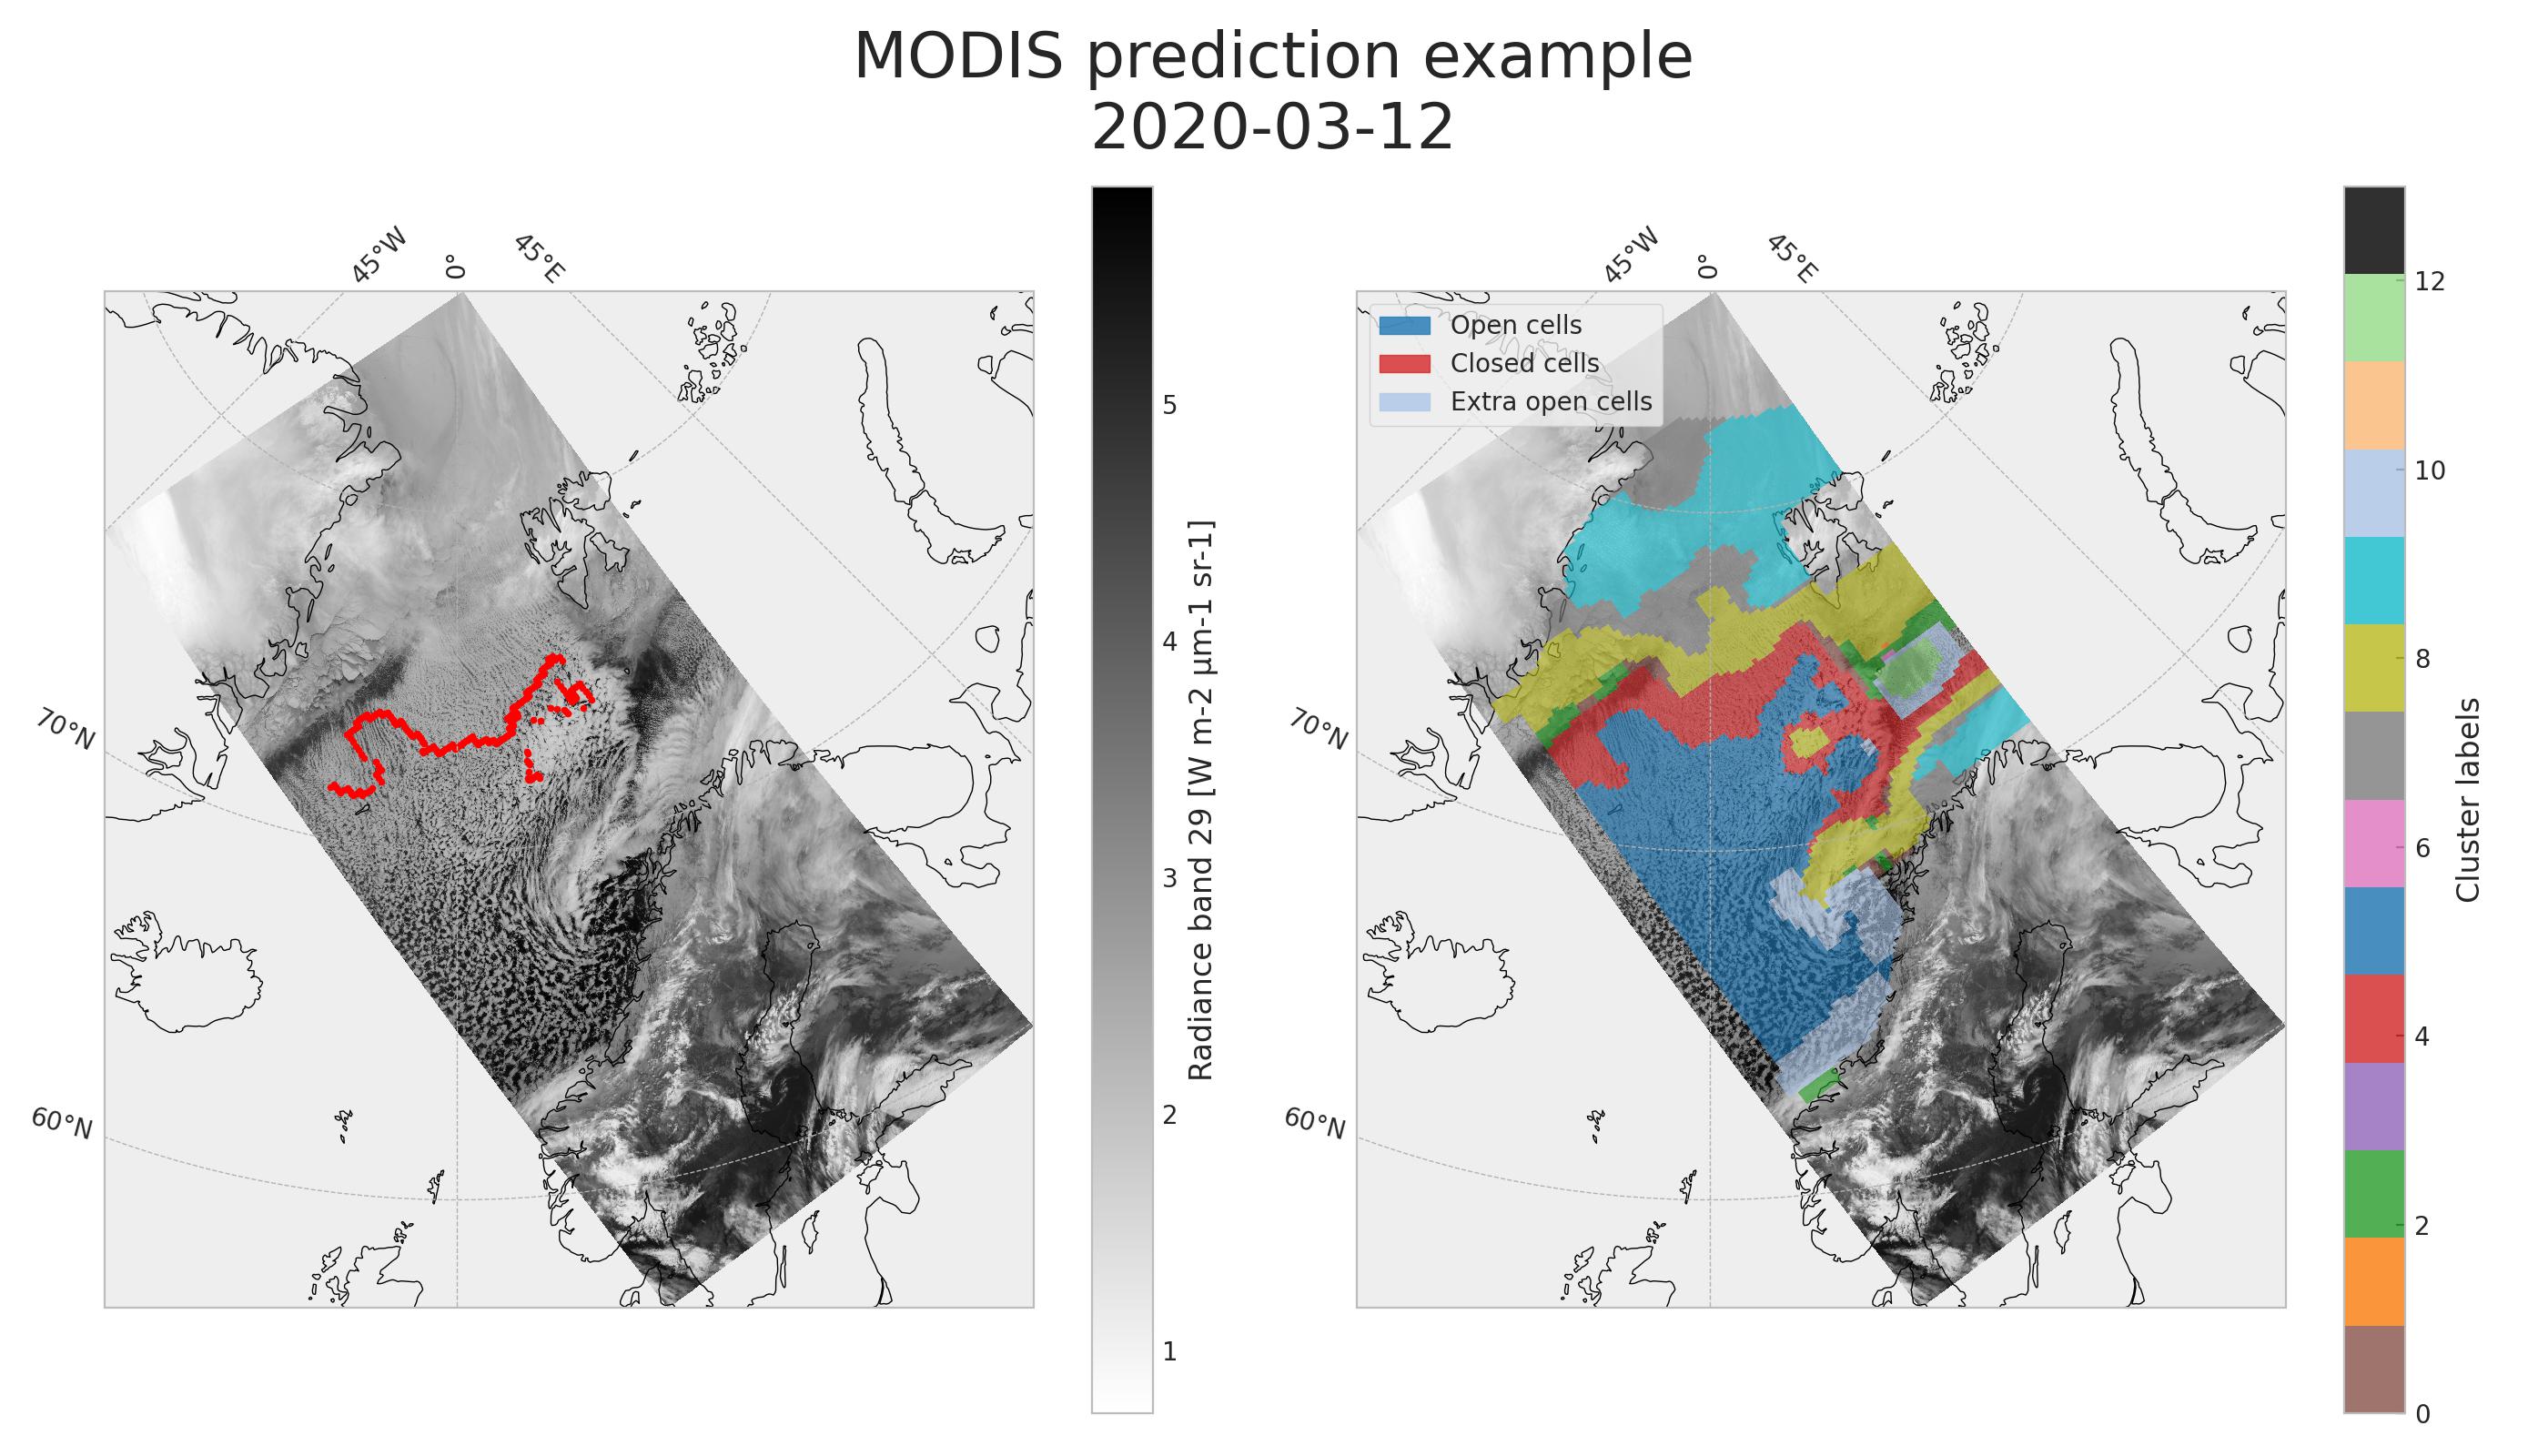 MODIS prediction example
2020-03-12
45°W
0°
45°E
70°N
60°N
5
4
3
2
1
Radiance band 29 [W m-2 µm-1 sr-1]
45°W
0°
45°E
Open cells
Closed cells
Extra open cells
70°N
60°N
12
10
8
6
4
2
0
Cluster labels